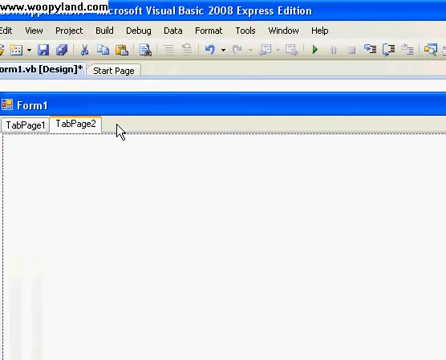 www.woopyland.com
Microsoft Visual Basic 2008 Express Edition
Edit View Project Build Debug Data Format Tools Window Help
orm1.vb [Design]* Start Page
Form1
TabPage1 TabPage2